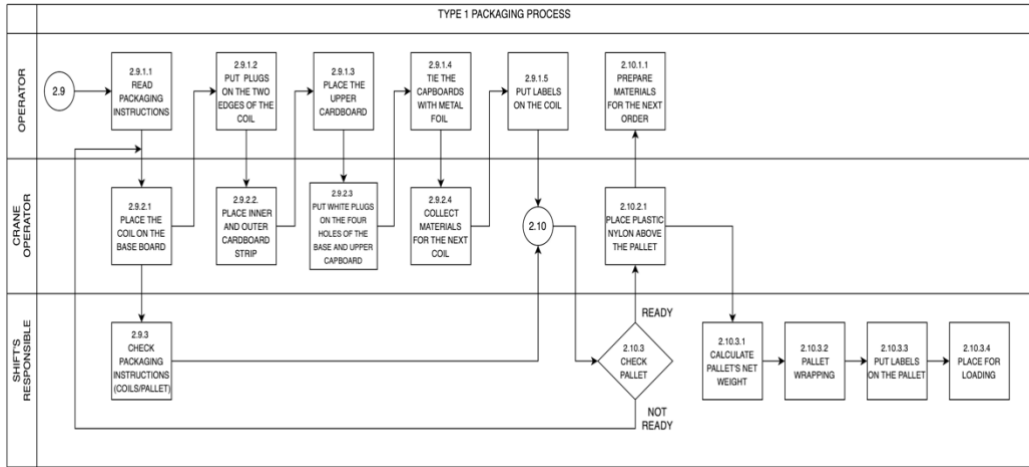 TYPE 1 PACKAGING PROCESS
OPERATOR
2.9
2.9.1.1
READ
PACKAGING
INSTRUCTIONS
2.9.1.2
PUT PLUGS
ON THE TWO
EDGES OF THE
COIL
2.9.1.3
PLACE THE
UPPER
CARDBOARD
2.9.1.4
TIE THE
CAPBOARDS
WITH METAL
FOIL
2.9.1.5
PUT LABELS
ON THE COIL
2.10.1.1
PREPARE
MATERIALS
FOR THE NEXT
ORDER
CRANE
OPERATOR
2.9.2.1
PLACE THE
COIL ON THE
BASE BOARD
2.9.2.2.
PLACE INNER
AND OUTER
CARDBOARD
STRIP
2.9.2.3
PUT WHITE PLUGS
ON THE FOUR
HOLES OF THE
BASE AND UPPER
CAPBOARD
2.9.2.4
COLLECT
MATERIALS
FOR THE NEXT
COIL
2.10
2.10.2.1
PLACE PLASTIC
NYLON ABOVE
THE PALLET
SHIFT'S
RESPONSIBLE
2.9.3
CHECK
PACKAGING
INSTRUCTIONS
(COILS/PALLET)
READY
2.10.3
CHECK
PALLET
NOT
READY
2.10.3.1
CALCULATE
PALLET'S NET
WEIGHT
2.10.3.2
PALLET
WRAPPING
2.10.3.3
PUT LABELS
ON THE PALLET
2.10.3.4
PLACE FOR
LOADING